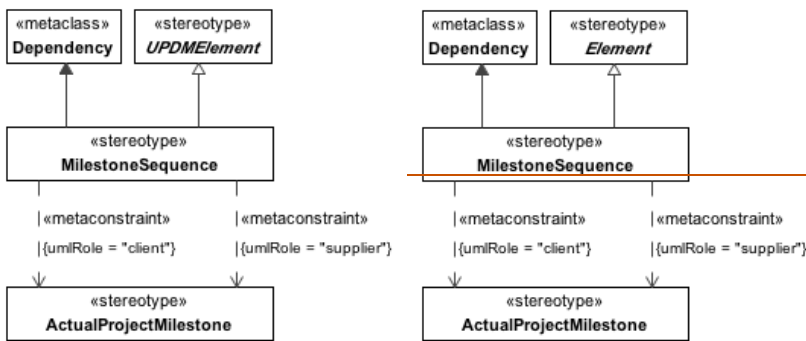 «metaclass»
Dependency
«stereotype»
UPDMElement
«stereotype»
MilestoneSequence
«metaconstraint»
{umlRole = "client"}
«metaconstraint»
{umlRole = "supplier"}
«stereotype»
ActualProjectMilestone
«metaclass»
Dependency
«stereotype»
Element
«stereotype»
MilestoneSequence
«metaconstraint»
{umlRole = "client"}
«metaconstraint»
{umlRole = "supplier"}
«stereotype»
ActualProjectMilestone